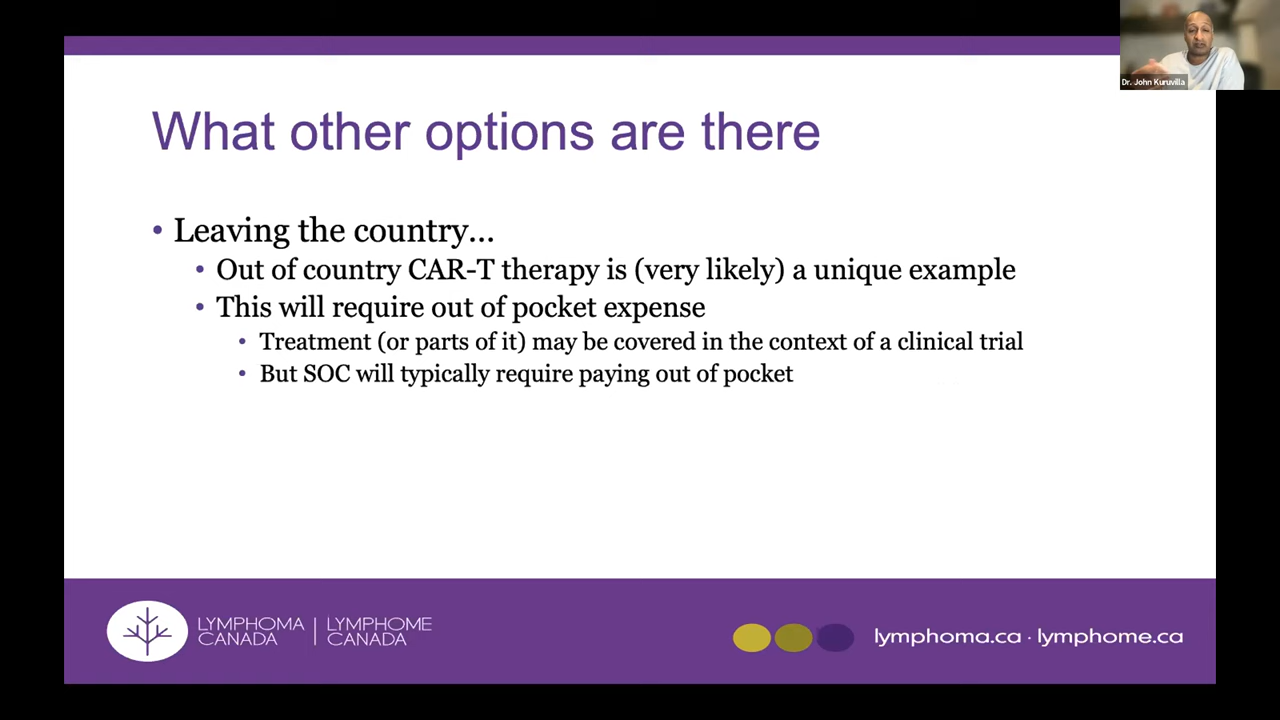 Dr. John Kuruvilla
What other options are there
• Leaving the country...
• Out of country CAR-T therapy is (very likely) a unique example
• This will require out of pocket expense
• Treatment (or parts of it) may be covered in the context of a clinical trial
• But SOC will typically require paying out of pocket
LYMPHOMA CANADA | LYMPHOME CANADA
lymphoma.ca · lymphome.ca